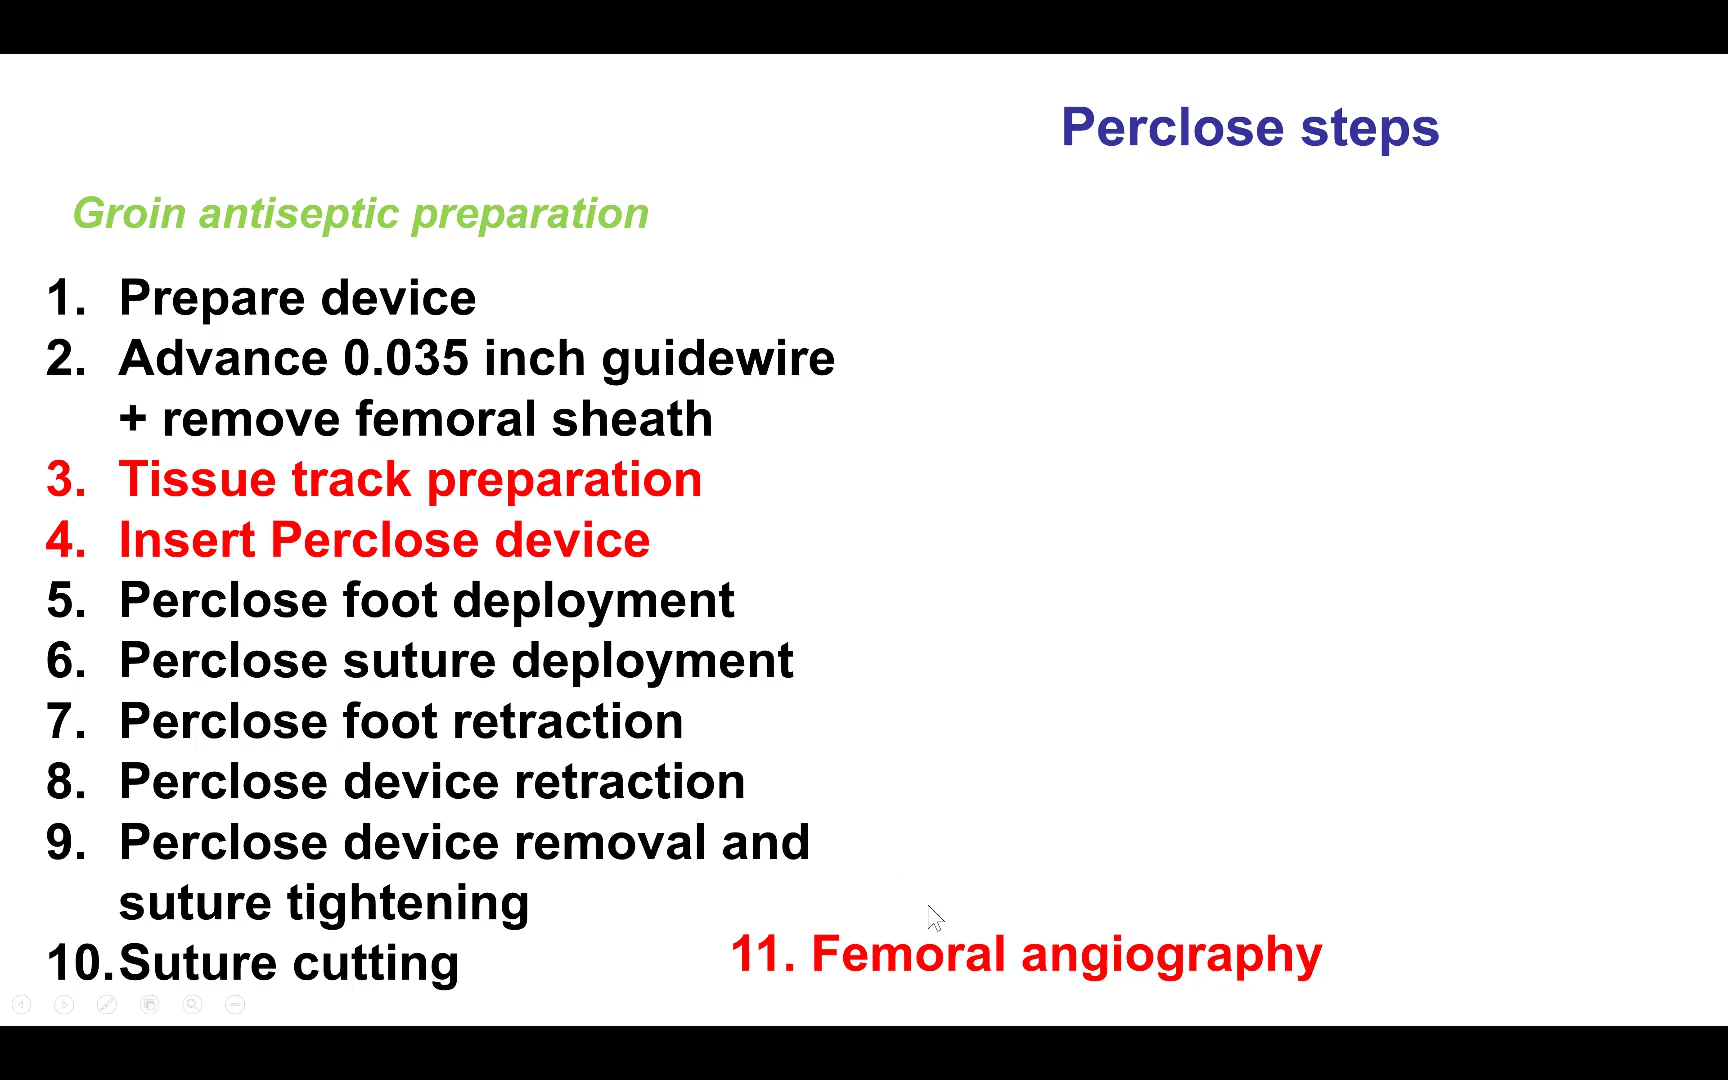 Perclose steps
Groin antiseptic preparation
1. Prepare device
2. Advance 0.035 inch guidewire
+ remove femoral sheath
3. Tissue track preparation
4. Insert Perclose device
5. Perclose foot deployment
6. Perclose suture deployment
7. Perclose foot retraction
8. Perclose device retraction
9. Perclose device removal and
suture tightening
10. Suture cutting
11. Femoral angiography